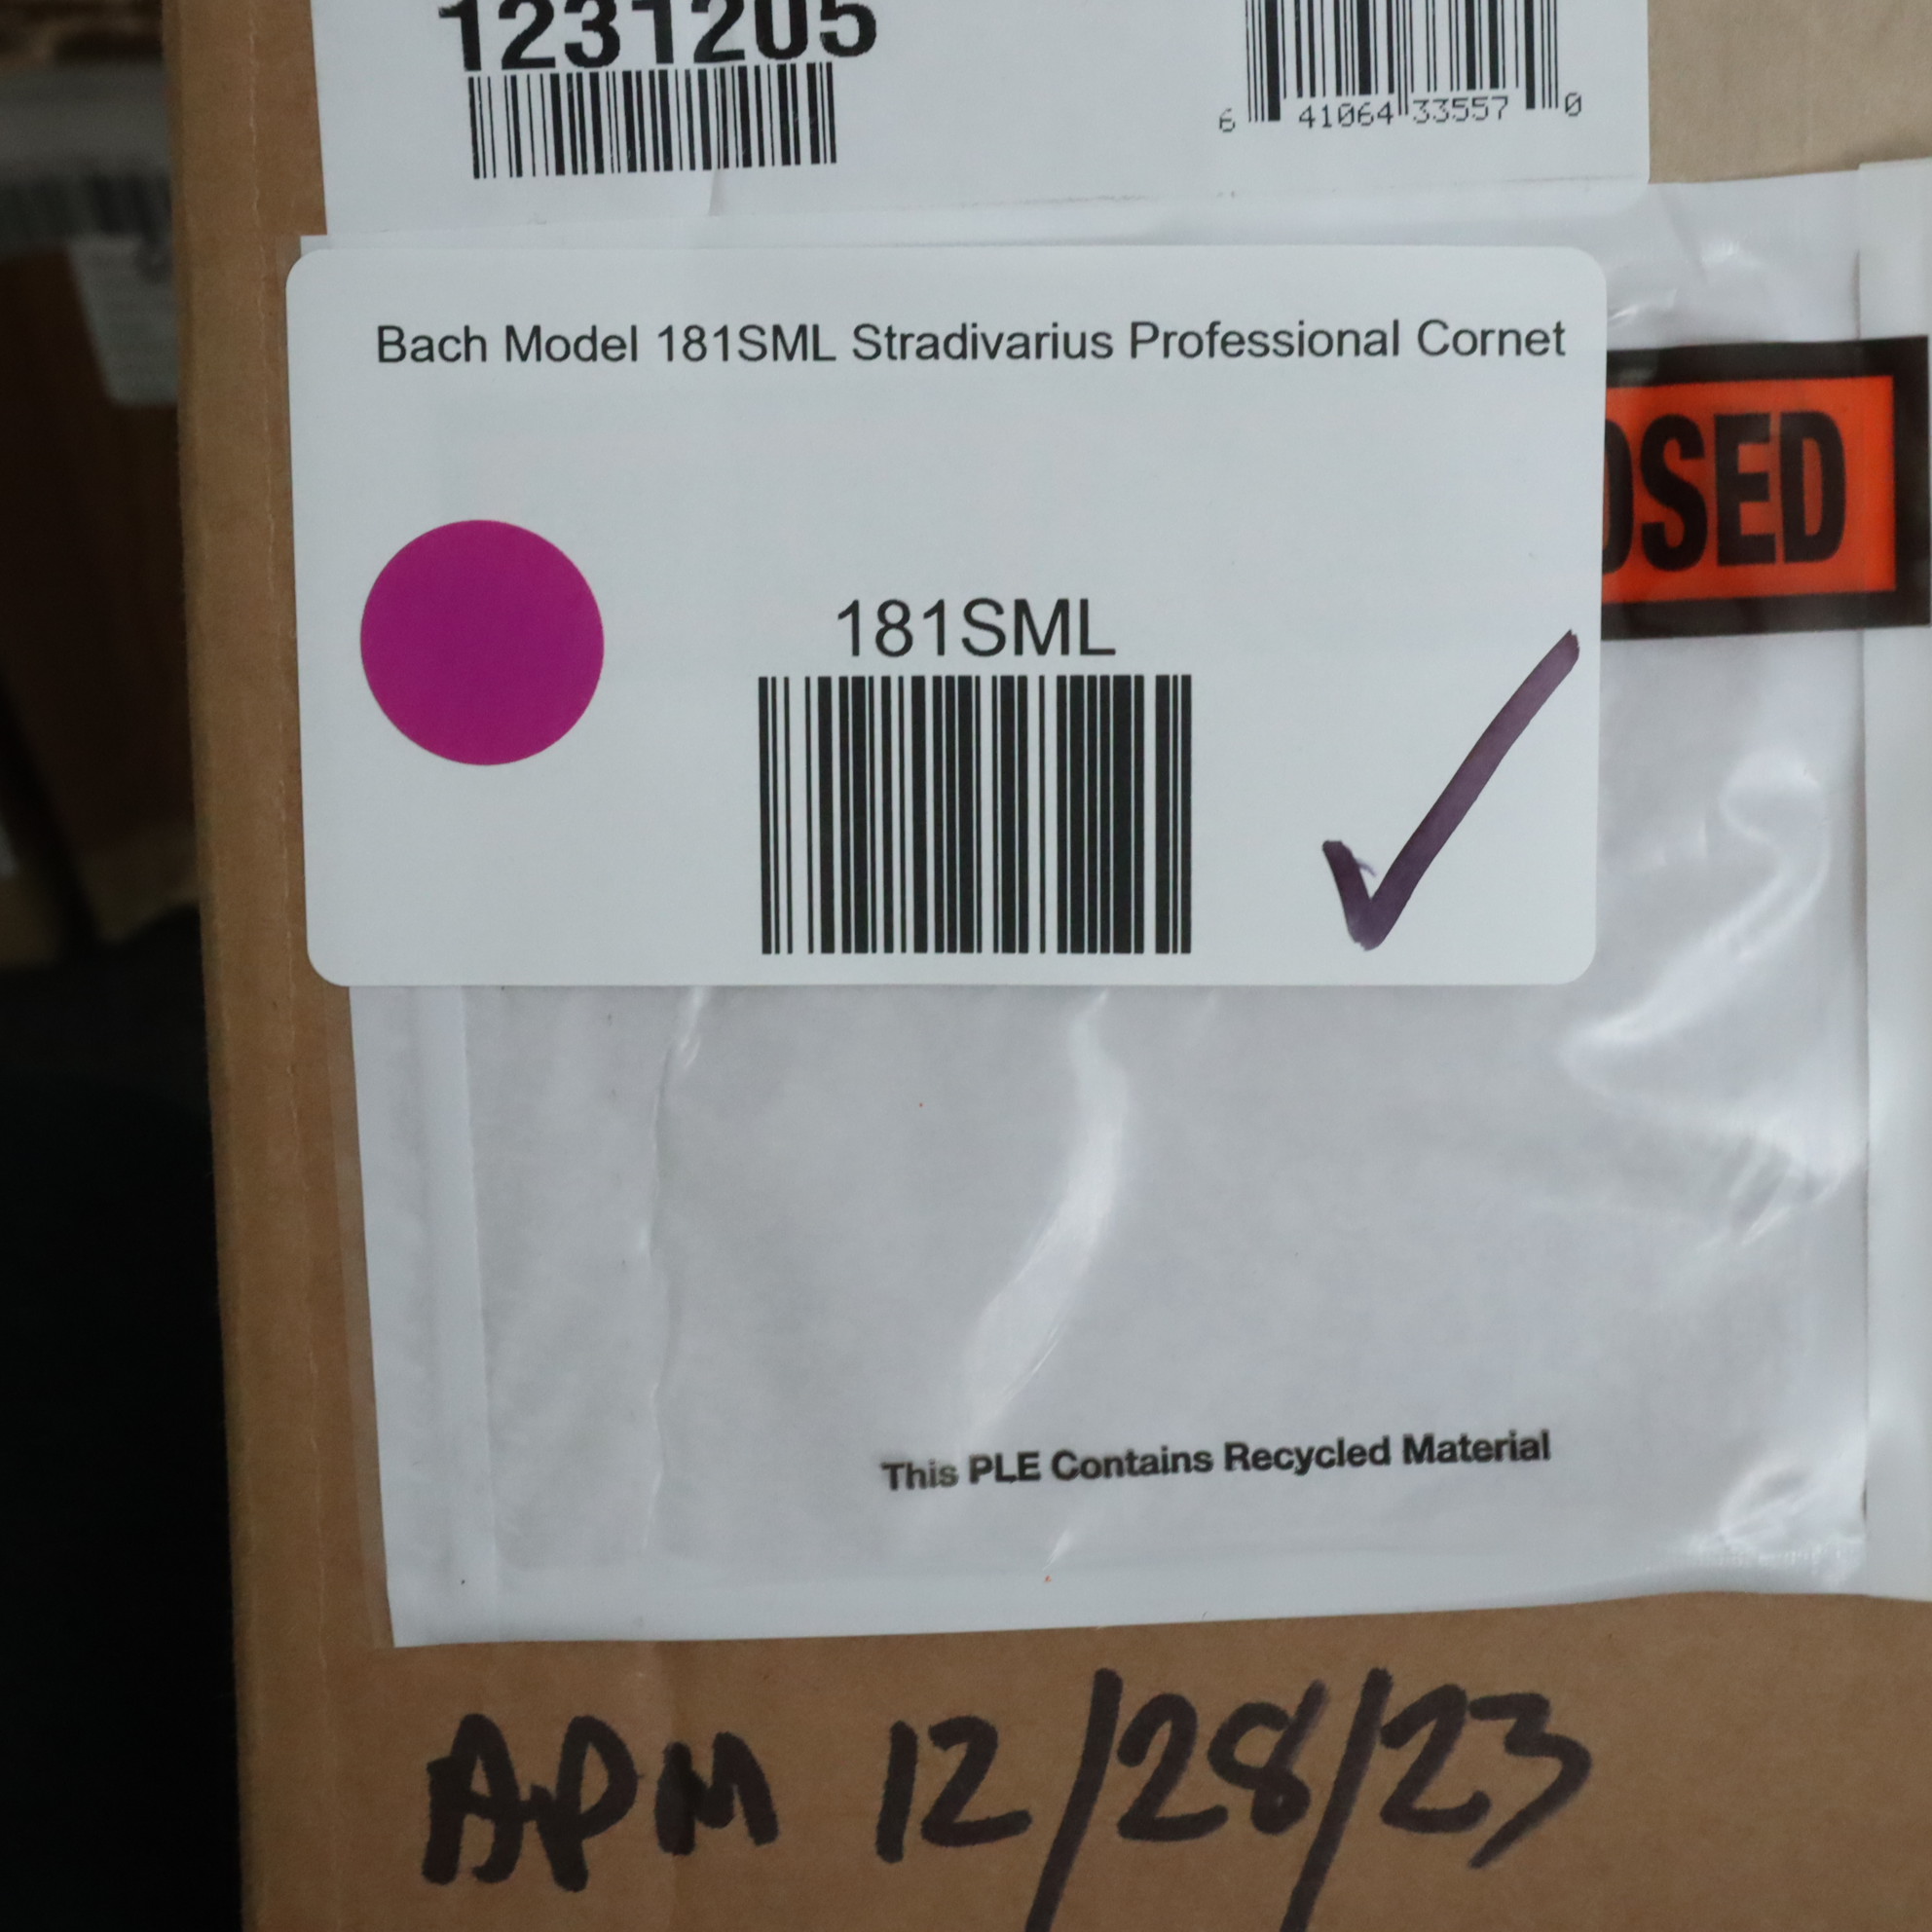 1231205
6 41064 33557 0
Bach Model 181SML Stradivarius Professional Cornet
OSED
181SML
This PLE Contains Recycled Material
APM 12/28/23